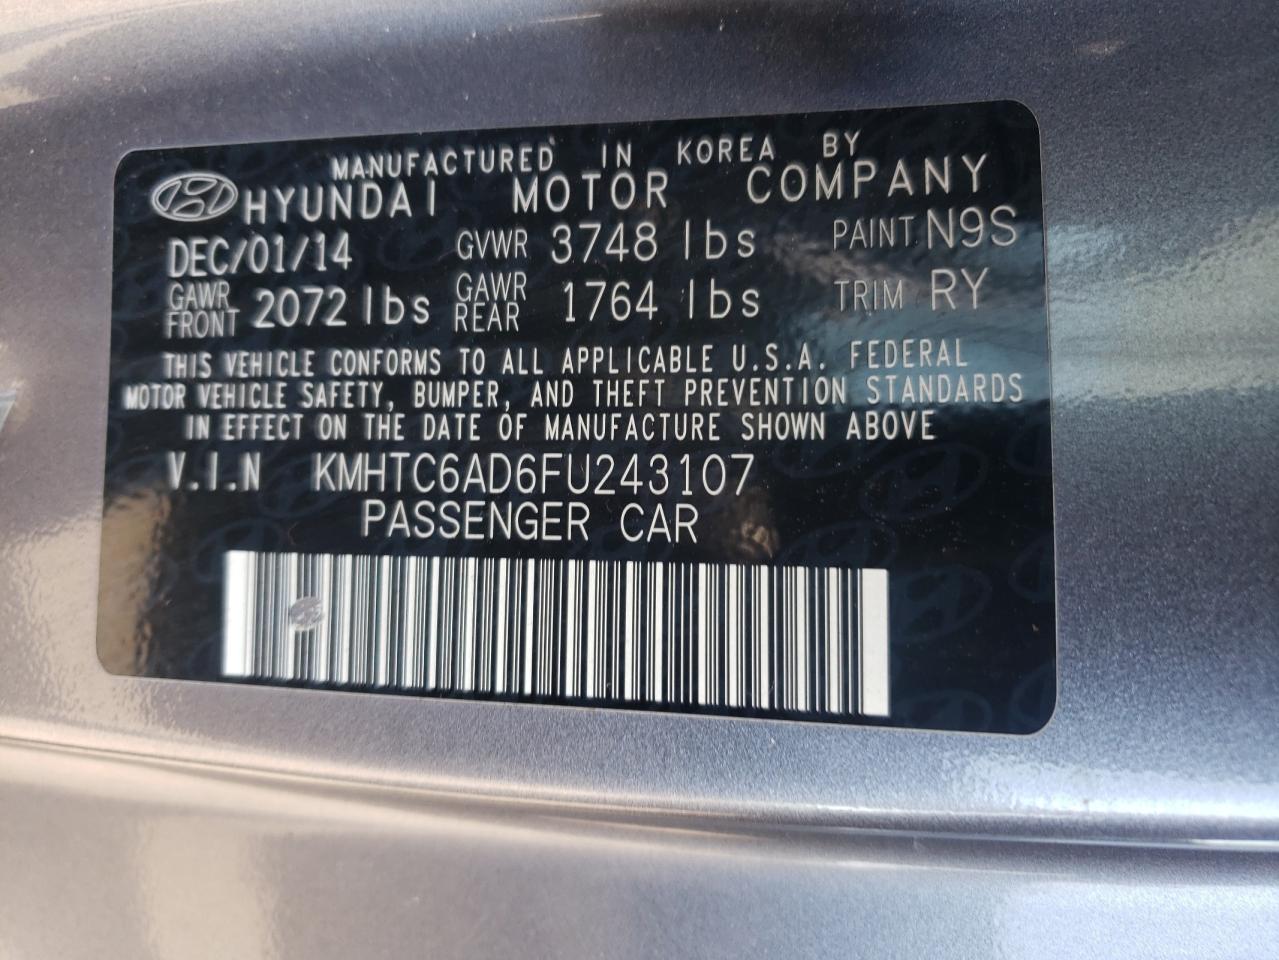 MANUFACTURED IN KOREA BY
HYUNDAI MOTOR COMPANY
DEC/01/14 GVWR 3748 lbs PAINT N9S
GAWR FRONT 2072 lbs GAWR REAR 1764 lbs TRIM RY
THIS VEHICLE CONFORMS TO ALL APPLICABLE U.S.A. FEDERAL
MOTOR VEHICLE SAFETY, BUMPER, AND THEFT PREVENTION STANDARDS
IN EFFECT ON THE DATE OF MANUFACTURE SHOWN ABOVE
V.I.N KMHTC6AD6FU243107
PASSENGER CAR